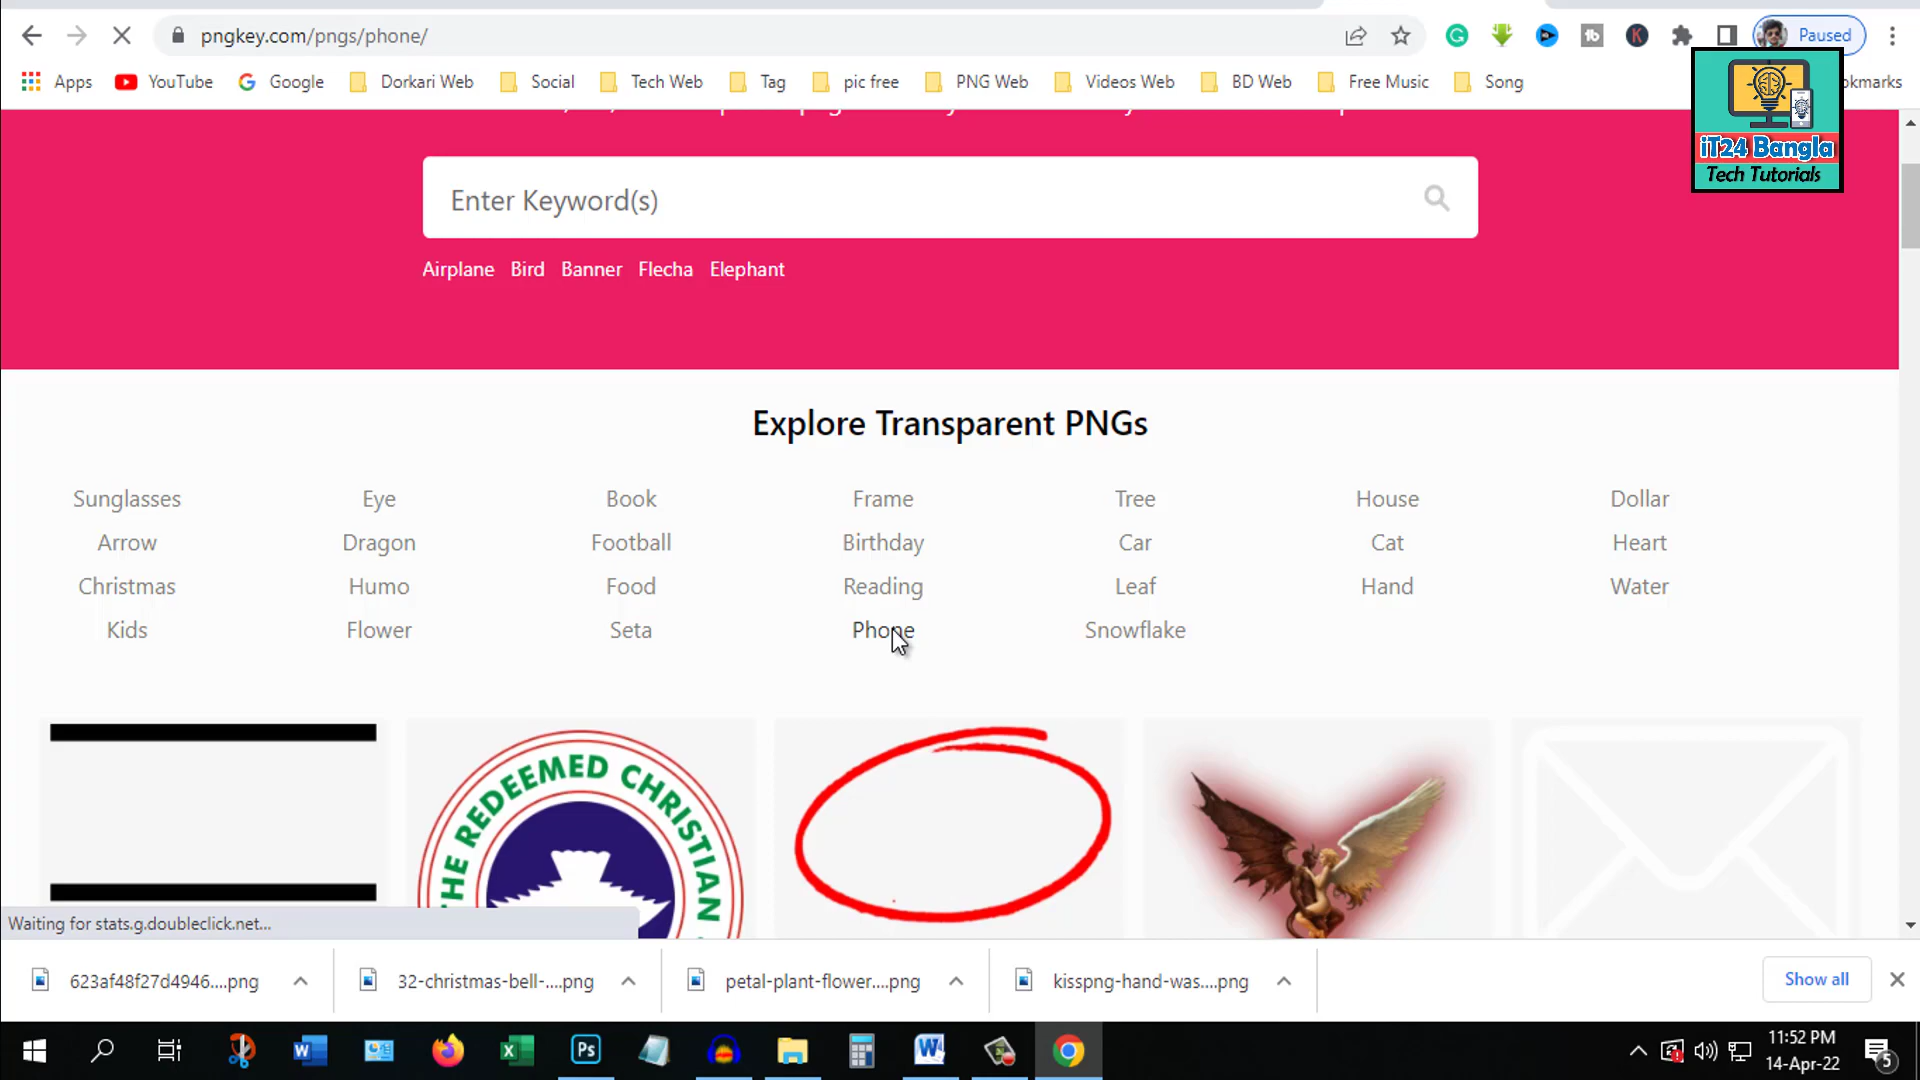 pngkey.com/pngs/phone/
Paused
Apps YouTube Google Dorkari Web Social Tech Web Tag pic free PNG Web Videos Web BD Web Free Music Song
iT24 Bangla
Tech Tutorials
Enter Keyword(s)
Airplane Bird Banner Flecha Elephant
Explore Transparent PNGs
Sunglasses Eye Book Frame Tree House Dollar
Arrow Dragon Football Birthday Car Cat Heart
Christmas Humo Food Reading Leaf Hand Water
Kids Flower Seta Phone Snowflake
THE REDEEMED CHRISTIAN
Waiting for stats.g.doubleclick.net...
623af48f27d4946....png 32-christmas-bell-....png petal-plant-flower....png kisspng-hand-was....png Show all
11:52 PM
14-Apr-22
5